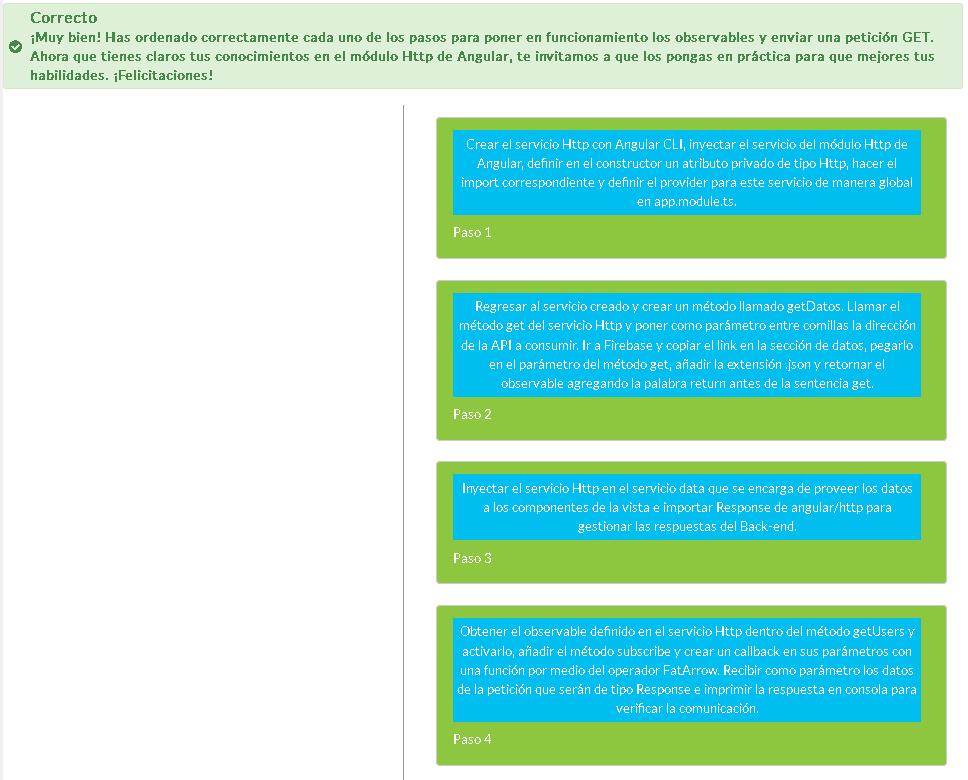 Correcto
¡Muy bien! Has ordenado correctamente cada uno de los pasos para poner en funcionamiento los observables y enviar una petición GET.
Ahora que tienes claros tus conocimientos en el módulo Http de Angular, te invitamos a que los pongas en práctica para que mejores tus
habilidades. ¡Felicitaciones!
Crear el servicio Http con Angular CLI, inyectar el servicio del módulo Http de
Angular, definir en el constructor un atributo privado de tipo Http, hacer el
import correspondiente y definir el provider para este servicio de manera global
en app.module.ts.
Paso 1
Regresar al servicio creado y crear un método llamado getDatos. Llamar el
método get del servicio Http y poner como parámetro entre comillas la dirección
de la API a consumir. Ir a Firebase y copiar el link en la sección de datos, pegarlo
en el parámetro del método get, añadir la extensión .json y retornar el
observable agregando la palabra return antes de la sentencia get.
Paso 2
Inyectar el servicio Http en el servicio data que se encarga de proveer los datos
a los componentes de la vista e importar Response de angular/http para
gestionar las respuestas del Back-end.
Paso 3
Obtener el observable definido en el servicio Http dentro del método getUsers y
activarlo, añadir el método subscribe y crear un callback en sus parámetros con
una función por medio del operador FatArrow. Recibir como parámetro los datos
de la petición que serán de tipo Response e imprimir la respuesta en consola para
verificar la comunicación.
Paso 4